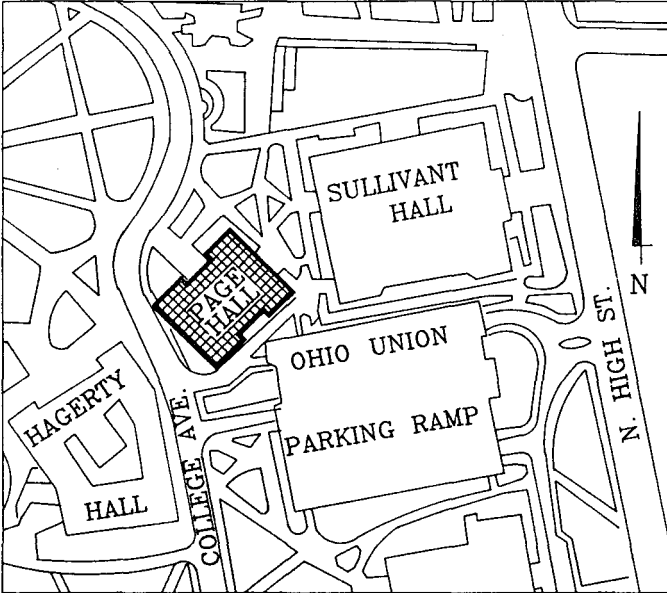 SULLIVANT
HALL
PAGE
HALL
N
OHIO UNION
PARKING RAMP
HAGERTY
HALL
COLLEGE AVE.
N. HIGH ST.